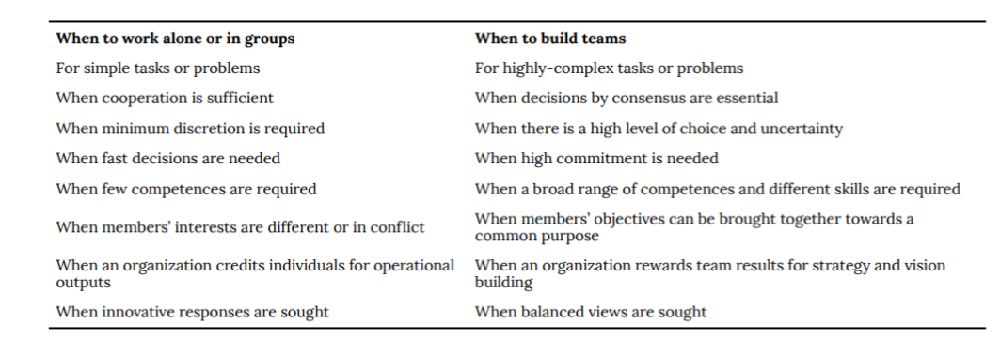 When to work alone or in groups
When to build teams
For simple tasks or problems
For highly-complex tasks or problems
When cooperation is sufficient
When decisions by consensus are essential
When minimum discretion is required
When there is a high level of choice and uncertainty
When fast decisions are needed
When high commitment is needed
When few competences are required
When a broad range of competences and different skills are required
When members' interests are different or in conflict
When members' objectives can be brought together towards a
common purpose
When an organization credits individuals for operational
outputs
When an organization rewards team results for strategy and vision
building
When innovative responses are sought
When balanced views are sought